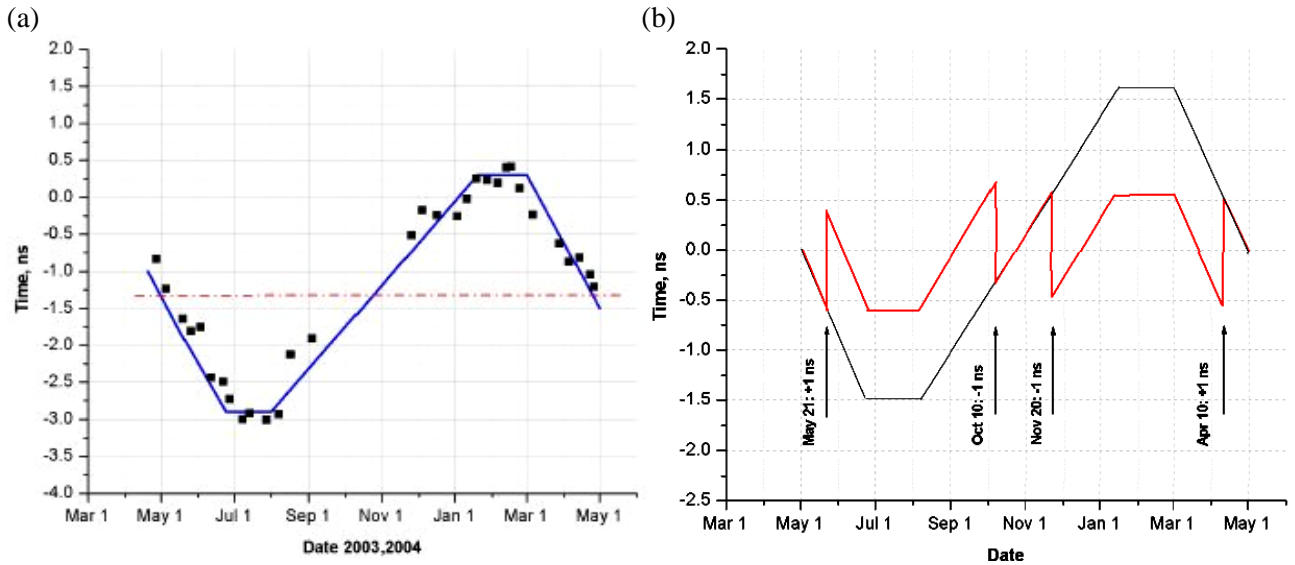 (a)
2.0
1.5
1.0
0.5
0.0
-0.5
-1.0
-1.5
-2.0
-2.5
-3.0
-3.5
-4.0
Time, ns
Mar 1 May 1 Jul 1 Sep 1 Nov 1 Jan 1 Mar 1 May 1
Date 2003,2004
(b)
2.0
1.5
1.0
0.5
0.0
-0.5
-1.0
-1.5
-2.0
-2.5
Time, ns
May 21: +1 ns
Oct 10: -1 ns
Nov 20: -1 ns
Apr 10: +1 ns
Mar 1 May 1 Jul 1 Sep 1 Nov 1 Jan 1 Mar 1 May 1
Date